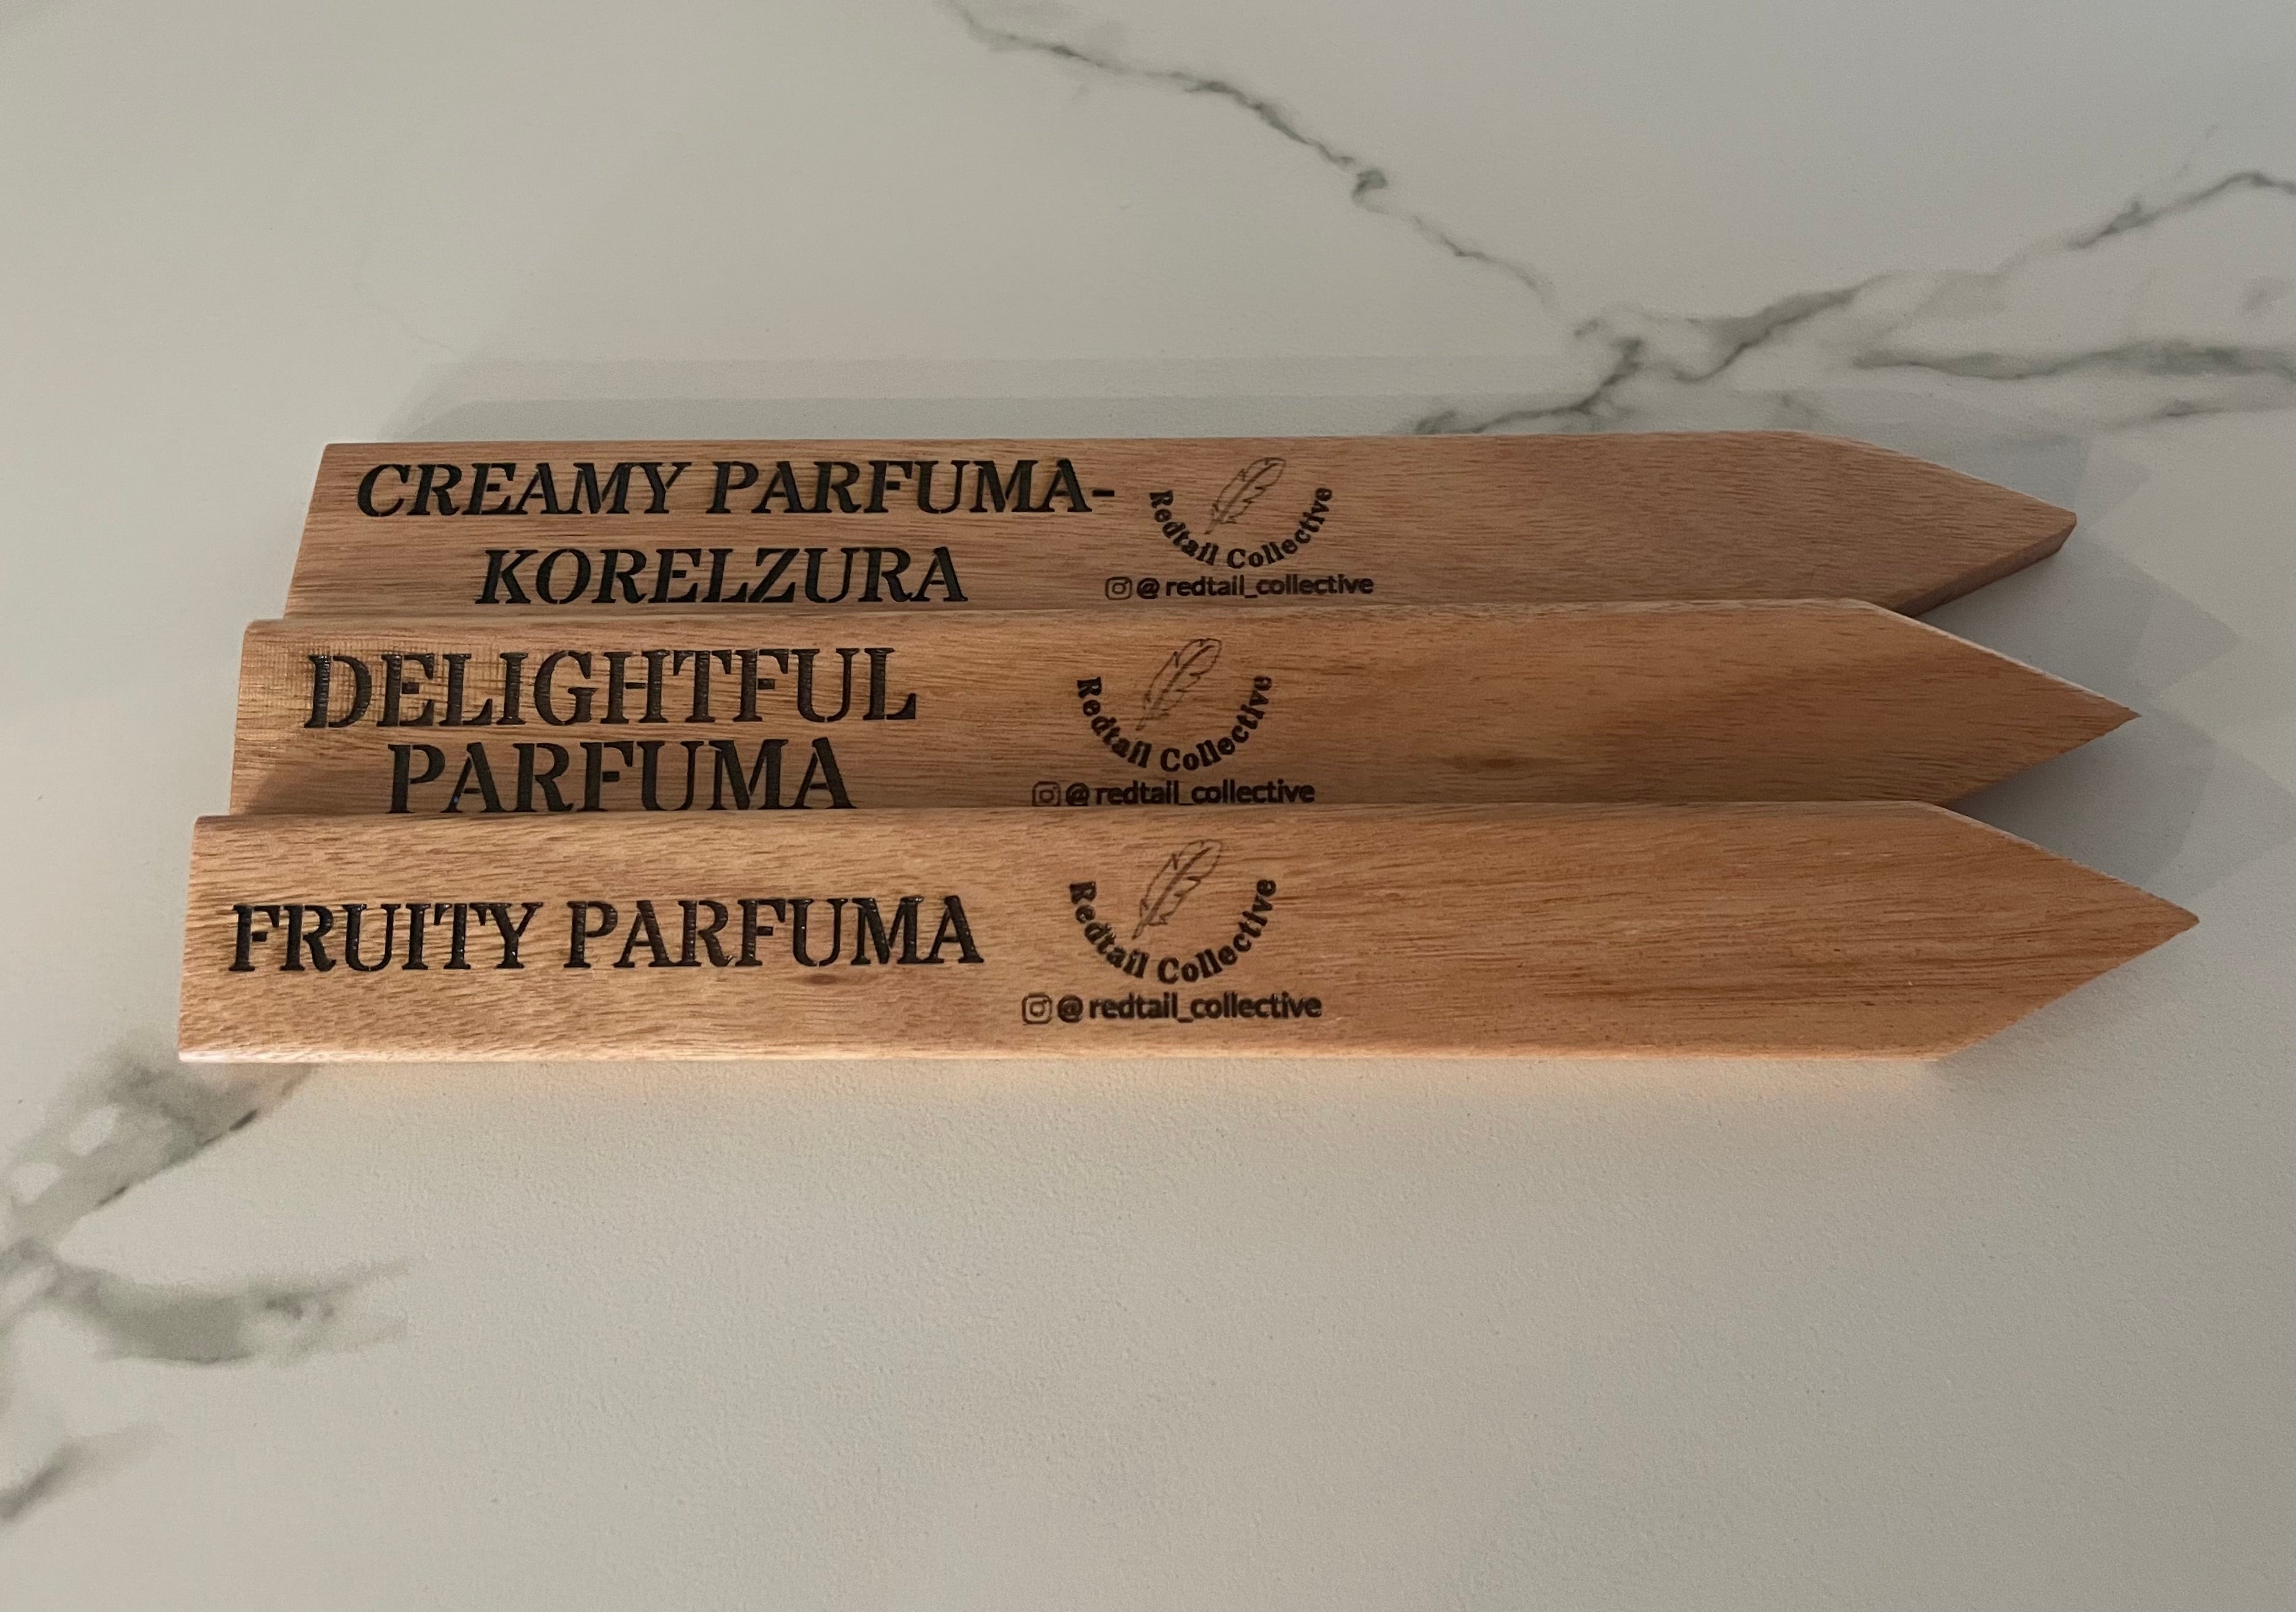 CREAMY PARFUMA-
KORELZURA
Redtail Collective
@redtail_collective
DELIGHTFUL
PARFUMA
Redtail Collective
@redtail_collective
FRUITY PARFUMA
Redtail Collective
@redtail_collective